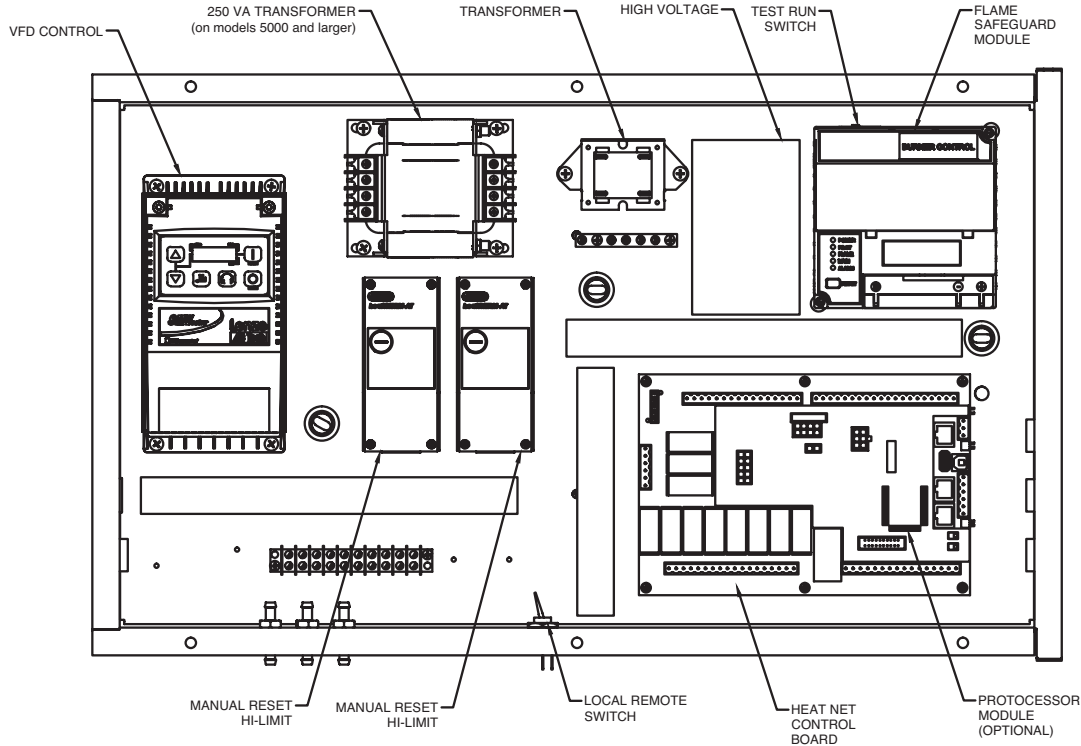 VFD CONTROL
250 VA TRANSFORMER
(on models 5000 and larger)
TRANSFORMER
HIGH VOLTAGE
TEST RUN
SWITCH
FLAME
SAFEGUARD
MODULE
BURNER CONTROL
MANUAL RESET
HI-LIMIT
MANUAL RESET
HI-LIMIT
LOCAL REMOTE
SWITCH
HEAT NET
CONTROL
BOARD
PROTOCESSOR
MODULE
(OPTIONAL)